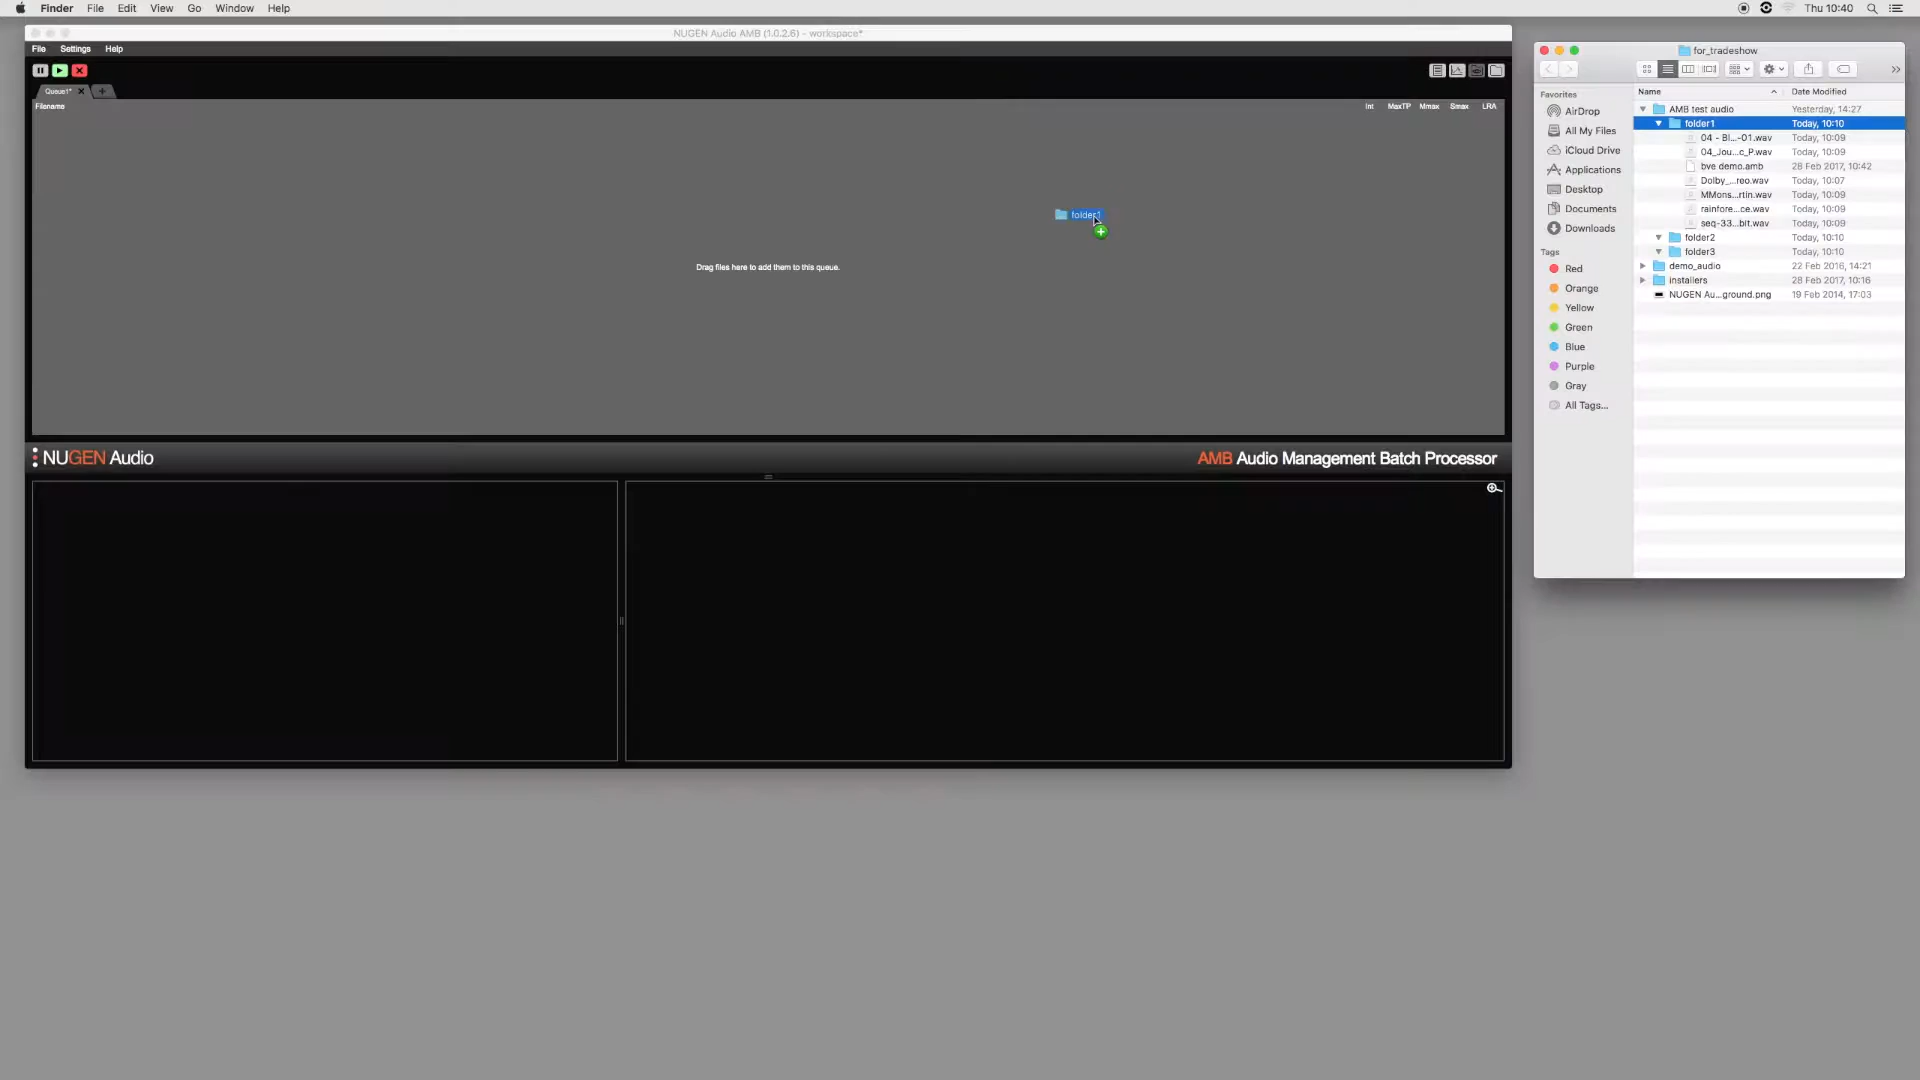 Finder File Edit View Go Window Help Thu 10:40
NUGEN Audio AMB (1.0.2.6) - workspace*
File Settings Help
Queue1*
Filename Int MaxTP Mmax Smax LRA
folder1
Drag files here to add them to this queue.
NUGEN Audio
AMB Audio Management Batch Processor
for_tradeshow
Favorites
AirDrop
All My Files
iCloud Drive
Applications
Desktop
Documents
Downloads
Tags
Red
Orange
Yellow
Green
Blue
Purple
Gray
All Tags...
Name Date Modified
AMB test audio Yesterday, 14:27
folder1 Today, 10:10
04 - Bl...-01.wav Today, 10:09
04_Jou...c_P.wav Today, 10:09
bve demo.amb 28 Feb 2017, 10:42
Dolby_...reo.wav Today, 10:07
MMons...rtin.wav Today, 10:09
rainfore...ce.wav Today, 10:09
seq-33...bit.wav Today, 10:09
folder2 Today, 10:10
folder3 Today, 10:10
demo_audio 22 Feb 2016, 14:21
installers 28 Feb 2017, 10:16
NUGEN Au...ground.png 19 Feb 2014, 17:03